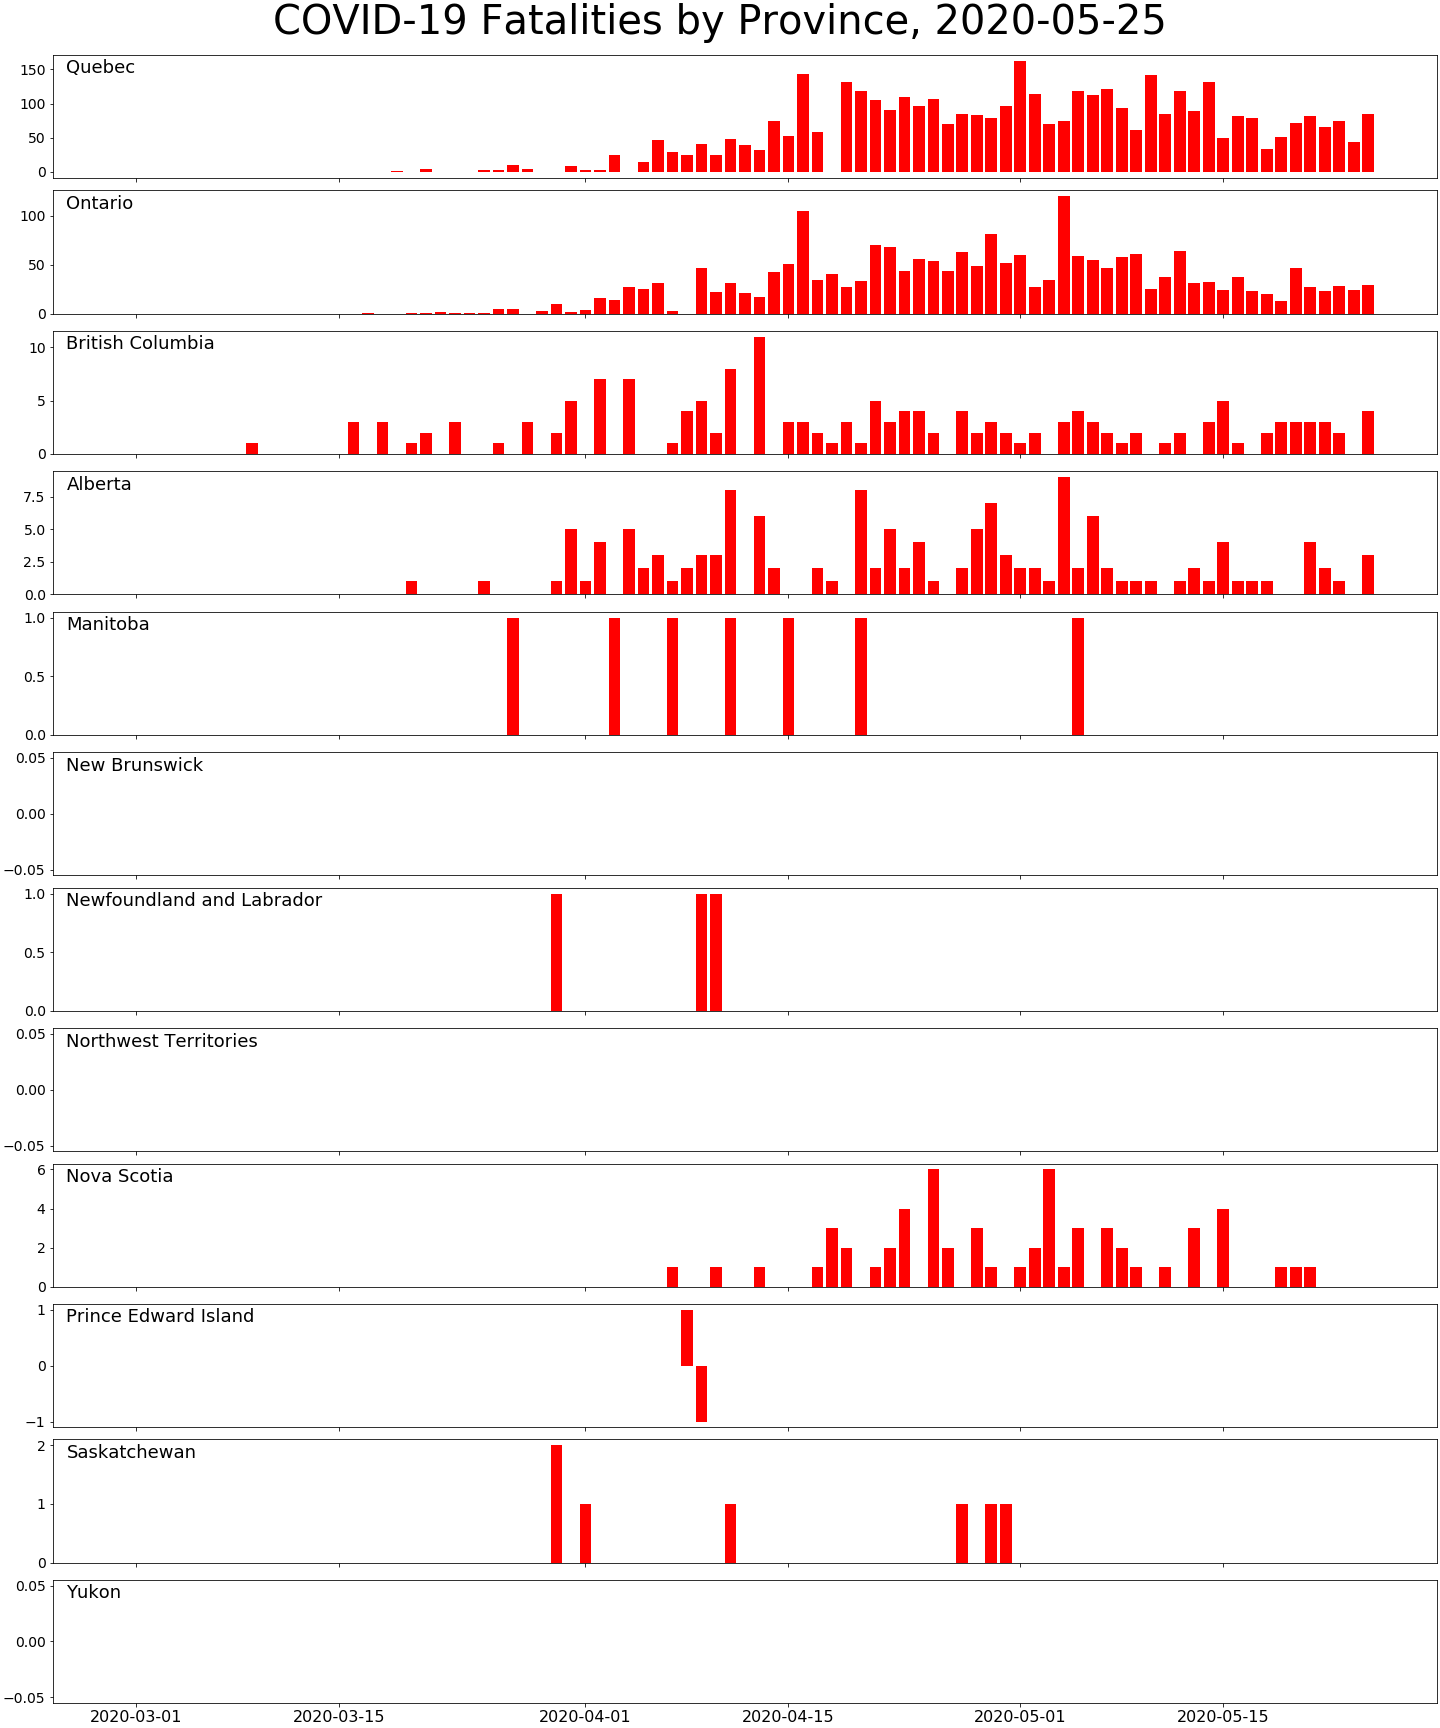 COVID-19 Fatalities by Province, 2020-05-25
Quebec
150
100
50
0
Ontario
100
50
0
British Columbia
10
5
0
Alberta
7.5
5.0
2.5
0.0
Manitoba
1.0
0.5
0.0
New Brunswick
0.05
0.00
−0.05
Newfoundland and Labrador
1.0
0.5
0.0
Northwest Territories
0.05
0.00
−0.05
Nova Scotia
6
4
2
0
Prince Edward Island
1
0
−1
Saskatchewan
2
1
0
Yukon
0.05
0.00
−0.05
2020-03-01 2020-03-15 2020-04-01 2020-04-15 2020-05-01 2020-05-15